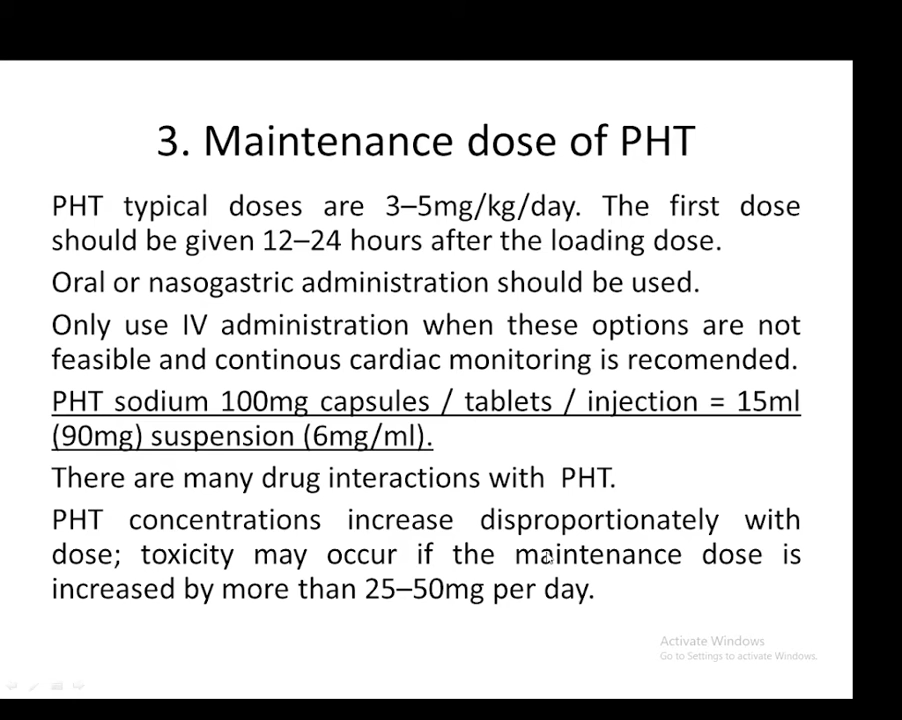 3. Maintenance dose of PHT
PHT typical doses are 3–5mg/kg/day. The first dose
should be given 12–24 hours after the loading dose.
Oral or nasogastric administration should be used.
Only use IV administration when these options are not
feasible and continous cardiac monitoring is recomended.
PHT sodium 100mg capsules / tablets / injection = 15ml
(90mg) suspension (6mg/ml).
There are many drug interactions with PHT.
PHT concentrations increase disproportionately with
dose; toxicity may occur if the maintenance dose is
increased by more than 25–50mg per day.
Activate Windows
Go to Settings to activate Windows.